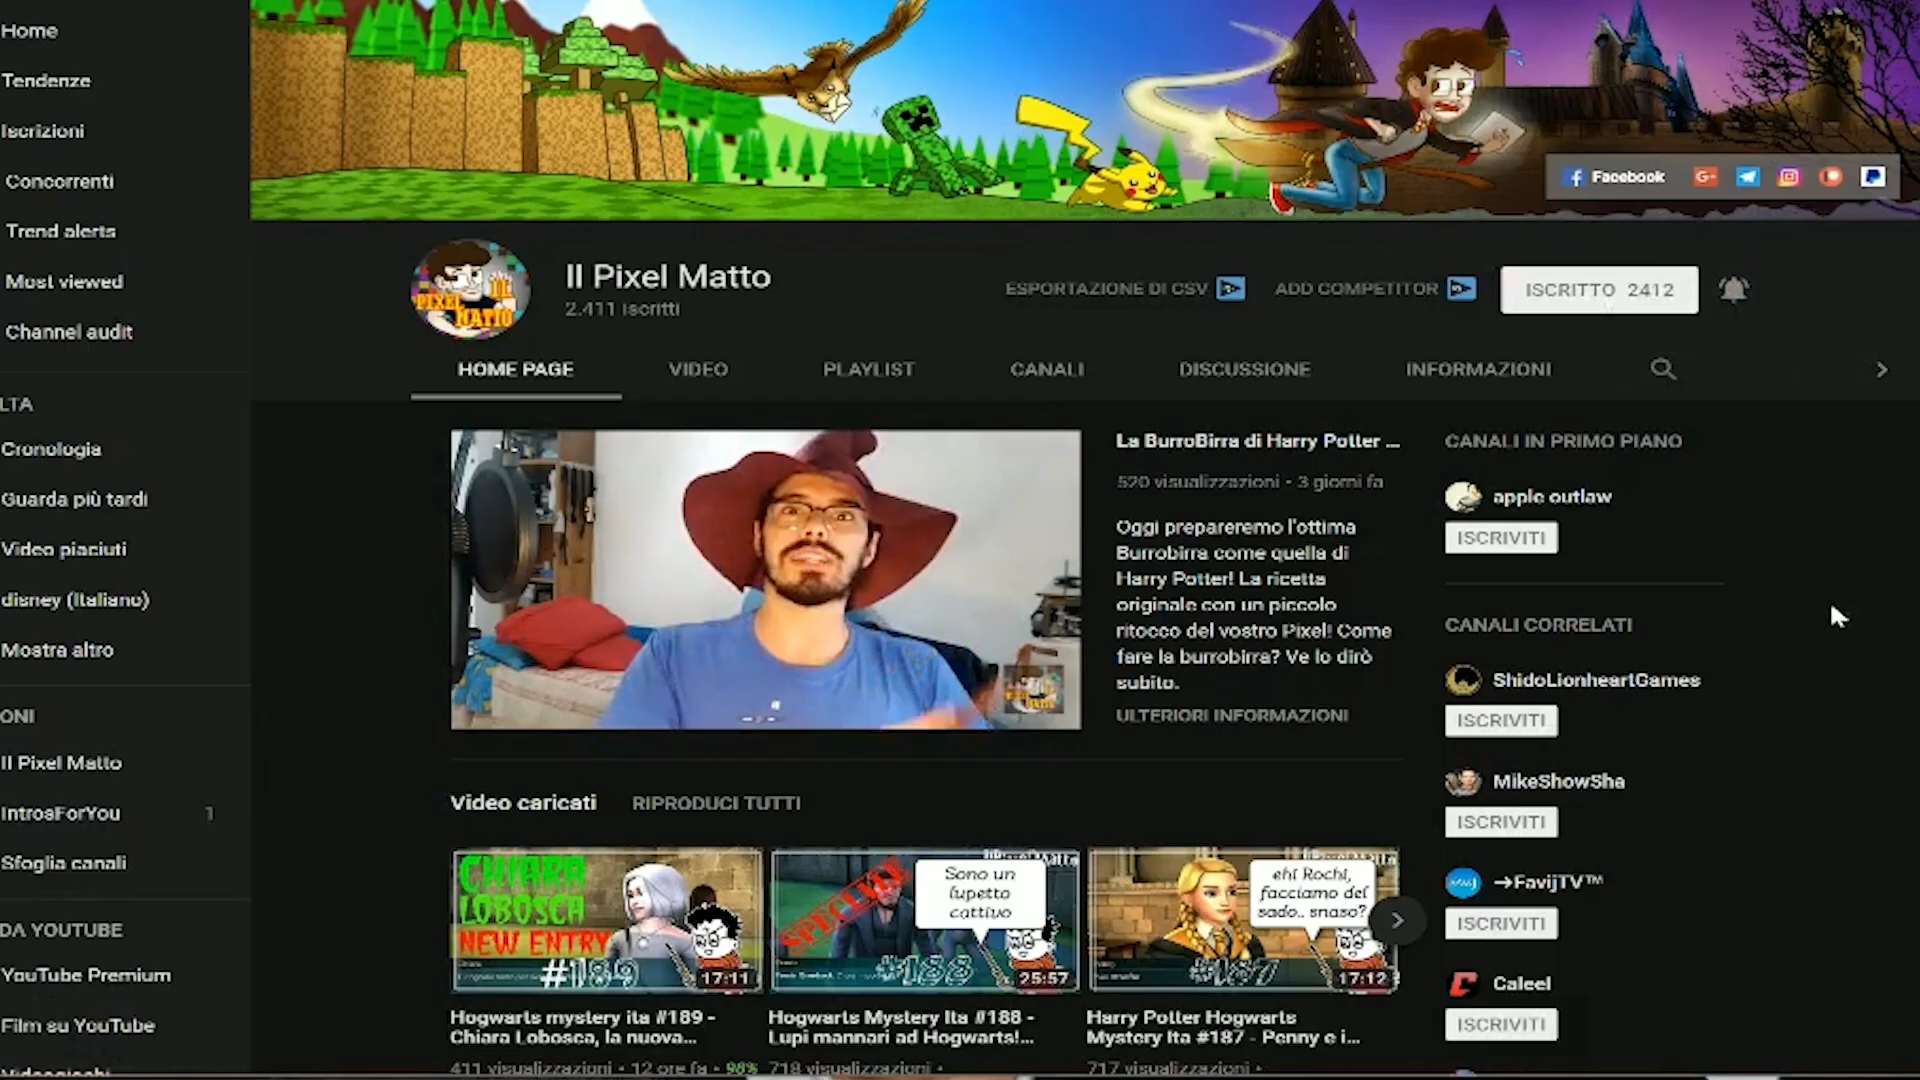 Home
Tendenze
Iscrizioni
Concorrenti
Trend alerts
Most viewed
Channel audit
LTA
Cronologia
Guarda più tardi
Video piaciuti
disney (Italiano)
Mostra altro
ONI
Il Pixel Matto
IntrosForYou 1
Sfoglia canali
DA YOUTUBE
YouTube Premium
Film su YouTube
Facebook
G+
PIXEL IL MATTO
Il Pixel Matto
2.411 iscritti
ESPORTAZIONE DI CSV
ADD COMPETITOR
ISCRITTO 2412
HOME PAGE VIDEO PLAYLIST CANALI DISCUSSIONE INFORMAZIONI
La BurroBirra di Harry Potter ...
520 visualizzazioni • 3 giorni fa
Oggi prepareremo l'ottima
Burrobirra come quella di
Harry Potter! La ricetta
originale con un piccolo
ritocco del vostro Pixel! Come
fare la burrobirra? Ve lo dirò
subito.
ULTERIORI INFORMAZIONI
CANALI IN PRIMO PIANO
apple outlaw
ISCRIVITI
CANALI CORRELATI
ShidoLionheartGames
ISCRIVITI
MikeShowSha
ISCRIVITI
→FavijTV™
ISCRIVITI
Caleel
ISCRIVITI
Video caricati RIPRODUCI TUTTI
CHIARA
LOBOSCA
NEW ENTRY
#189
17:11
SPECIALE
Sono un
lupetto
cattivo
#188
25:57
ehi Rochi,
facciamo del
sado.. snaso?
#187
17:12
Hogwarts mystery ita #189 -
Chiara Lobosca, la nuova...
411 visualizzazioni • 12 ore fa • 98%
Hogwarts Mystery Ita #188 -
Lupi mannari ad Hogwarts!...
718 visualizzazioni •
Harry Potter Hogwarts
Mystery Ita #187 - Penny e i...
717 visualizzazioni •